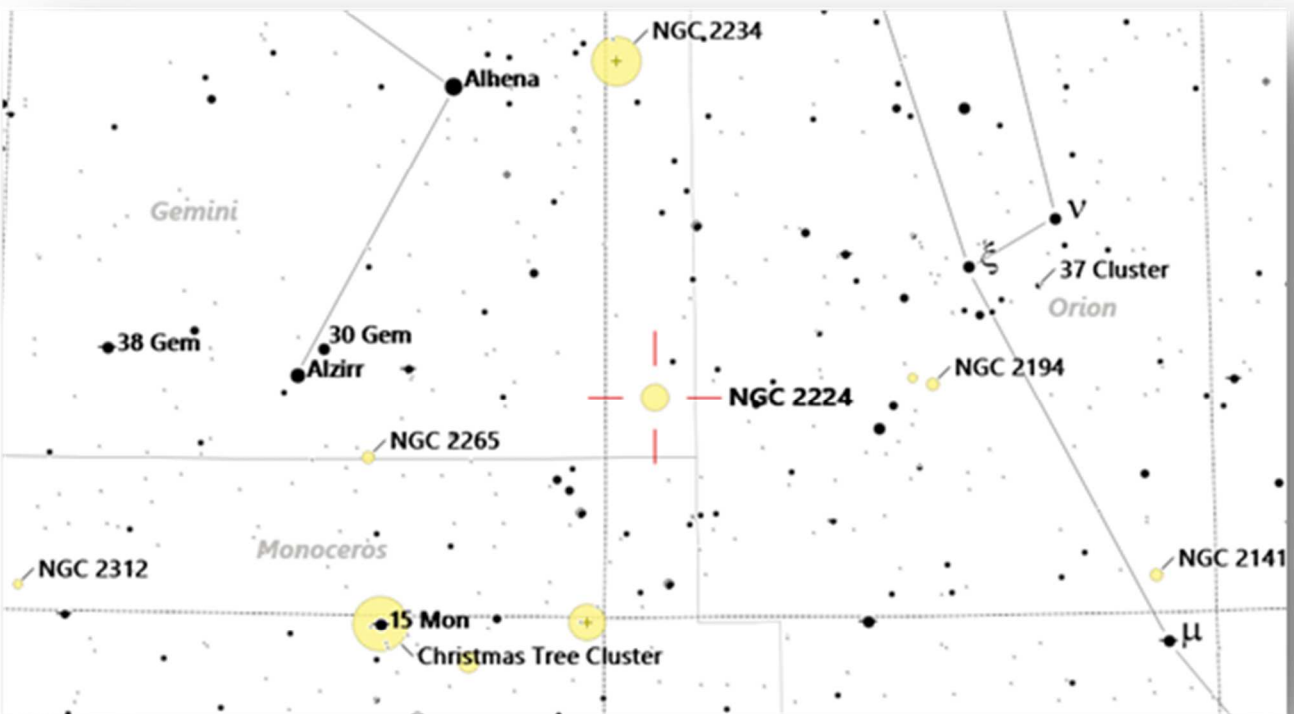 NGC 2234
Alhena
Gemini
ν
ξ
37 Cluster
Orion
38 Gem
30 Gem
Alzirr
NGC 2194
NGC 2224
NGC 2265
Monoceros
NGC 2312
NGC 2141
15 Mon
μ
Christmas Tree Cluster